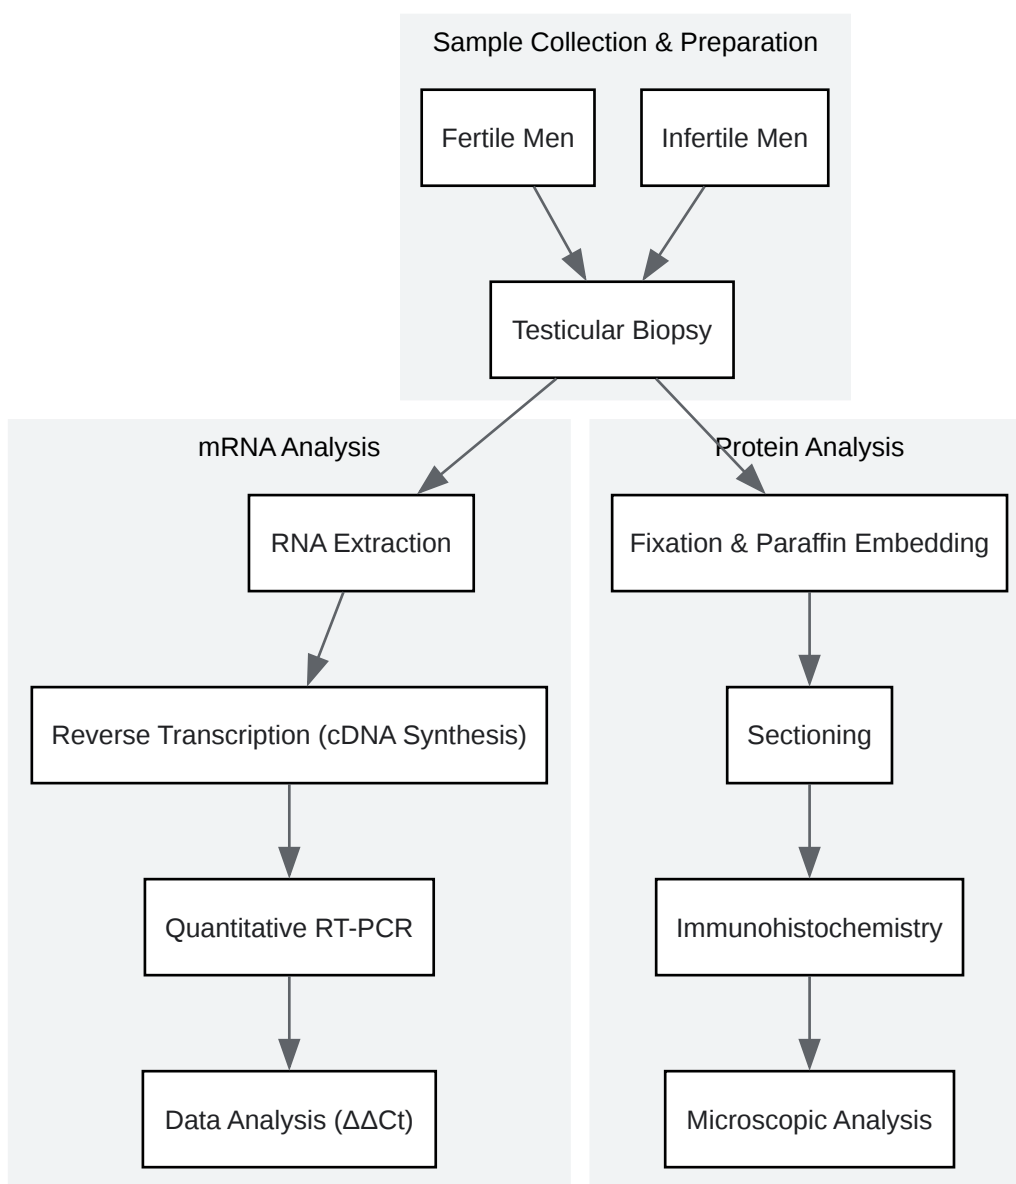 Sample Collection & Preparation
Fertile Men
Infertile Men
Testicular Biopsy
mRNA Analysis
RNA Extraction
Reverse Transcription (cDNA Synthesis)
Quantitative RT-PCR
Data Analysis (ΔΔCt)
Protein Analysis
Fixation & Paraffin Embedding
Sectioning
Immunohistochemistry
Microscopic Analysis